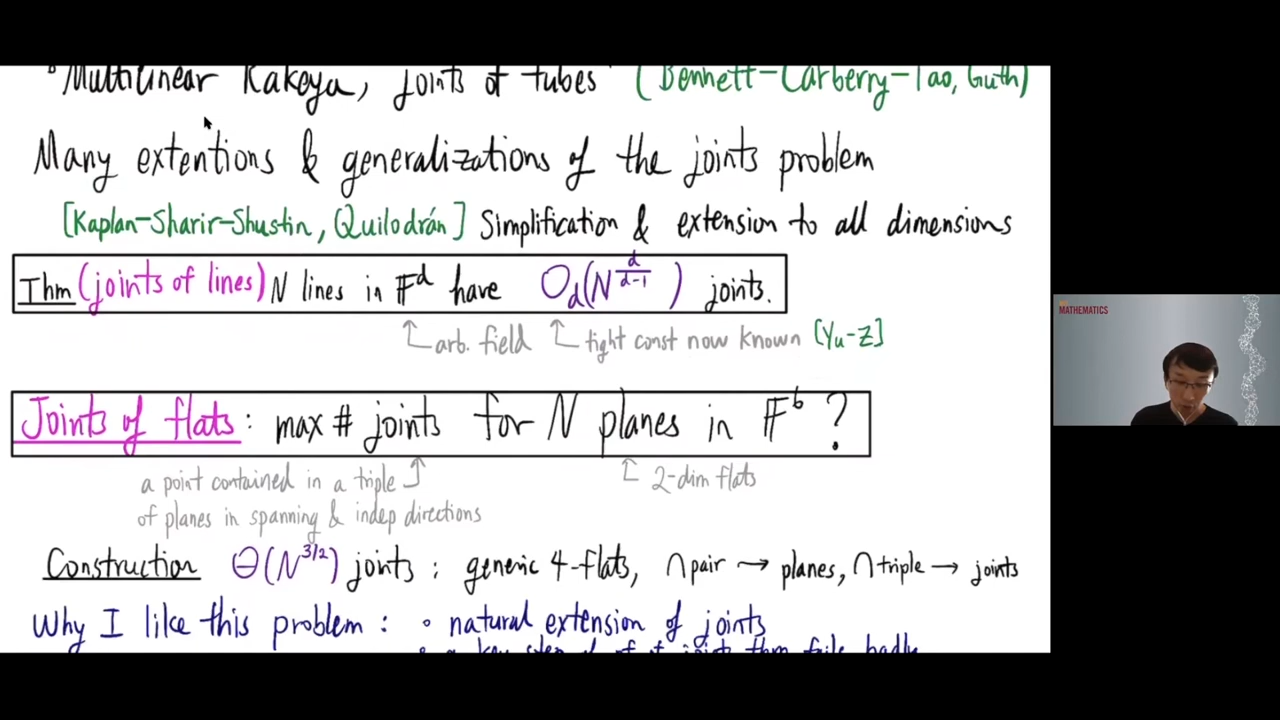 "Multilinear Kakeya, joints of tubes" (Bennett-Carberry-Tao, Guth)
Many extentions & generalizations of the joints problem
[Kaplan-Sharir-Shustin, Quilodrán] Simplification & extension to all dimensions
Thm (joints of lines) N lines in 𝔽^d have O_d(N^{d/(d-1)}) joints.
arb. field tight const now known [Yu-Z]
MATHEMATICS
Joints of flats: max # joints for N planes in 𝔽^6 ?
a point contained in a triple 2-dim flats
of planes in spanning & indep directions
Construction Θ(N^{3/2}) joints: generic 4-flats, ∩pair → planes, ∩triple → joints
Why I like this problem: ∘ natural extension of joints